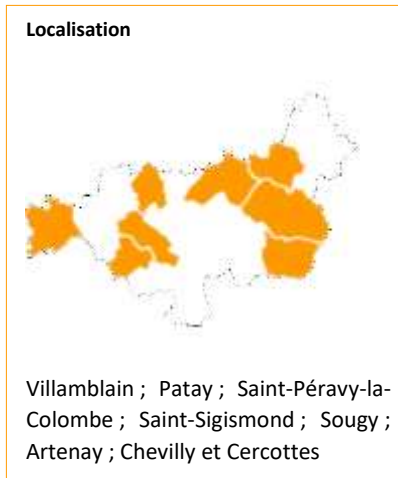 Localisation
Villamblain ; Patay ; Saint-Péravy-la-
Colombe ; Saint-Sigismond ; Sougy ;
Artenay ; Chevilly et Cercottes